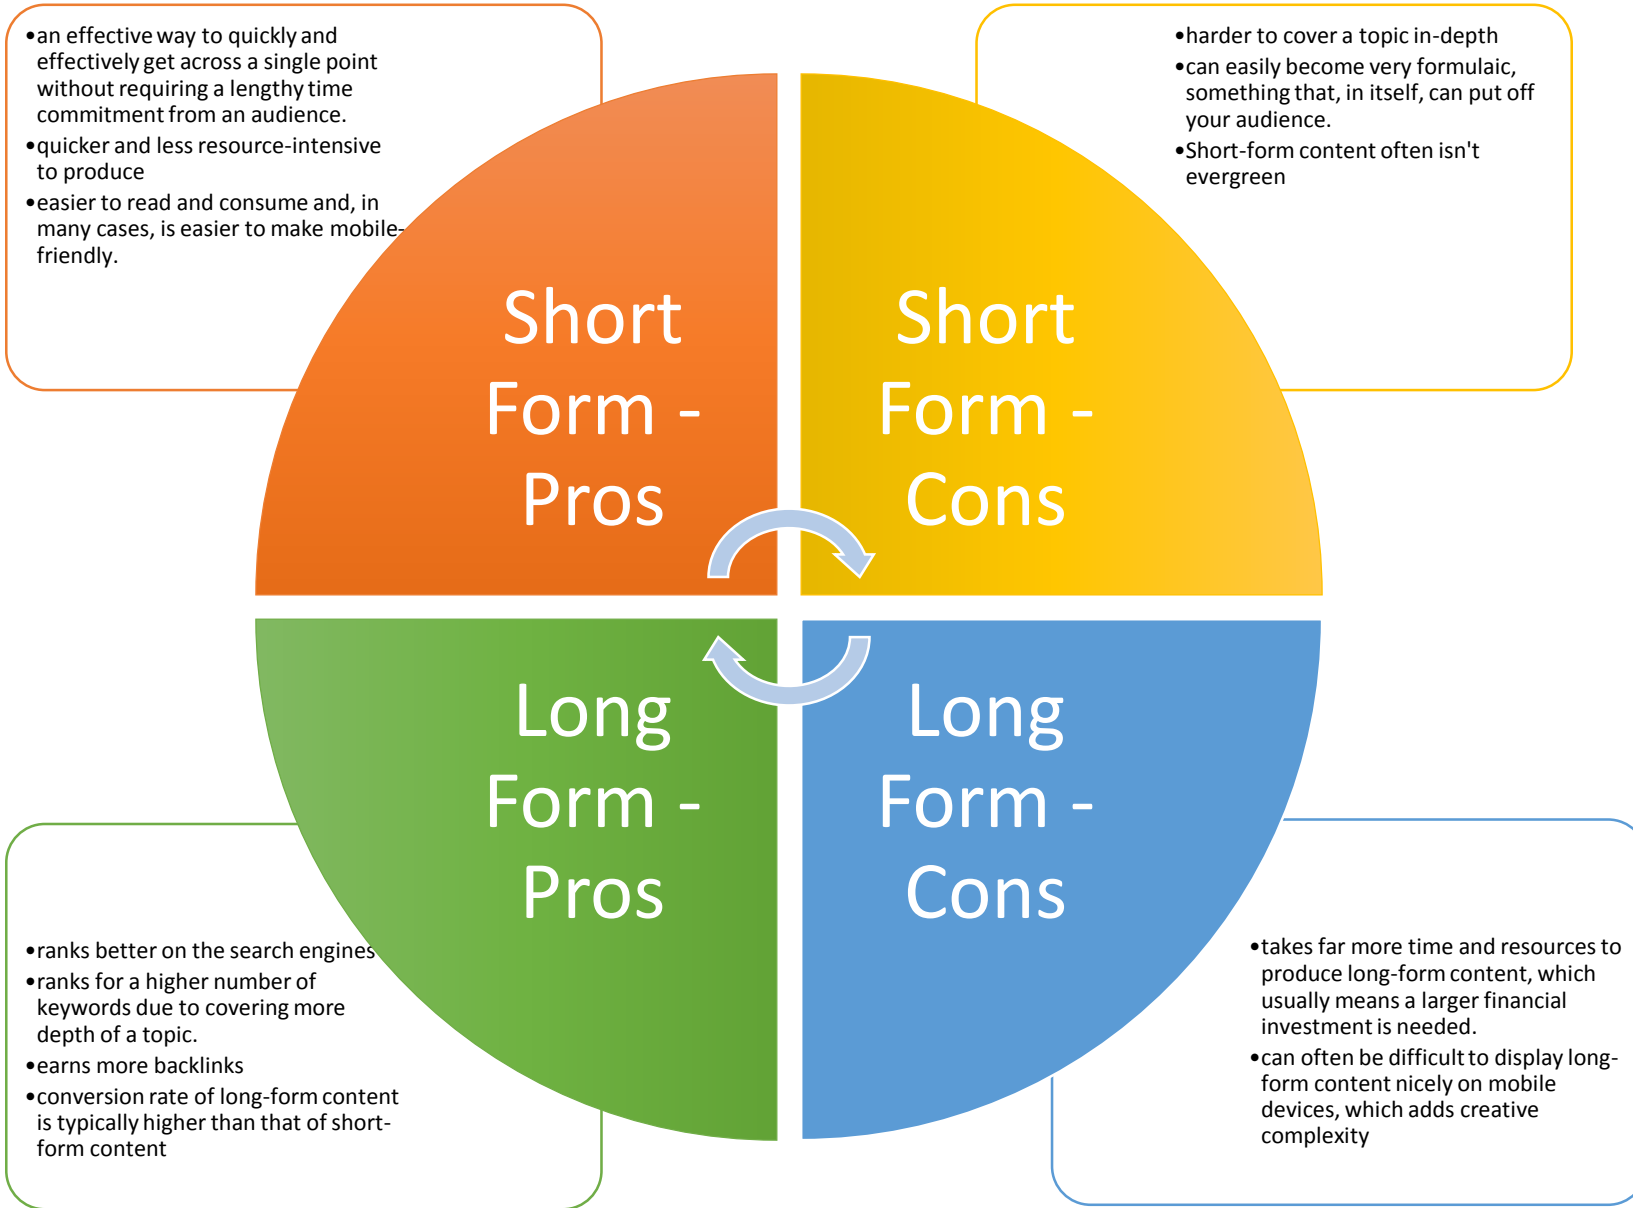 •an effective way to quickly and
effectively get across a single point
without requiring a lengthy time
commitment from an audience.
•quicker and less resource-intensive
to produce
•easier to read and consume and, in
many cases, is easier to make mobile-
friendly.
•harder to cover a topic in-depth
•can easily become very formulaic,
something that, in itself, can put off
your audience.
•Short-form content often isn't
evergreen
Short
Form -
Pros
Short
Form -
Cons
Long
Form -
Pros
Long
Form -
Cons
•ranks better on the search engines
•ranks for a higher number of
keywords due to covering more
depth of a topic.
•earns more backlinks
•conversion rate of long-form content
is typically higher than that of short-
form content
•takes far more time and resources to
produce long-form content, which
usually means a larger financial
investment is needed.
•can often be difficult to display long-
form content nicely on mobile
devices, which adds creative
complexity